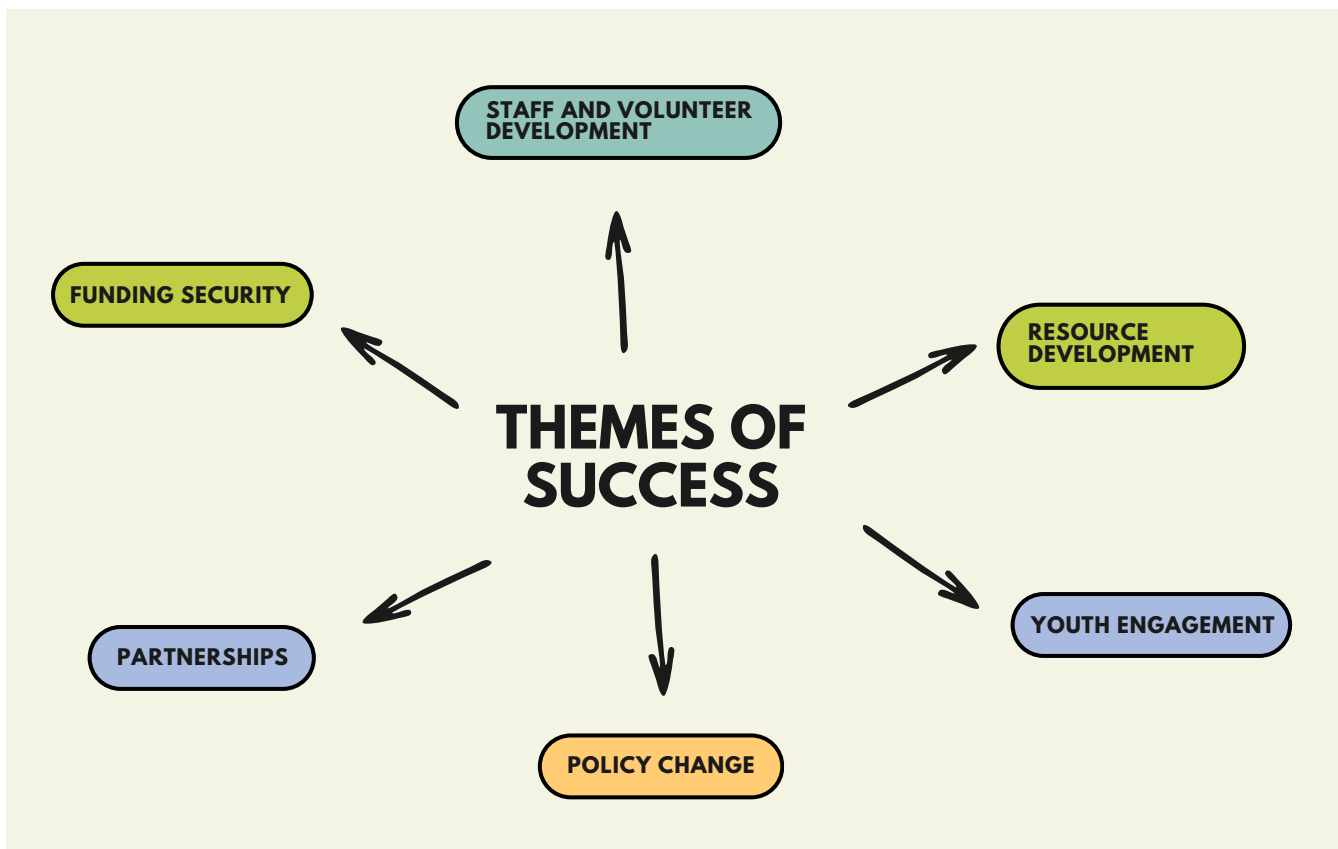 STAFF AND VOLUNTEER
DEVELOPMENT
FUNDING SECURITY
RESOURCE
DEVELOPMENT
THEMES OF
SUCCESS
YOUTH ENGAGEMENT
PARTNERSHIPS
POLICY CHANGE